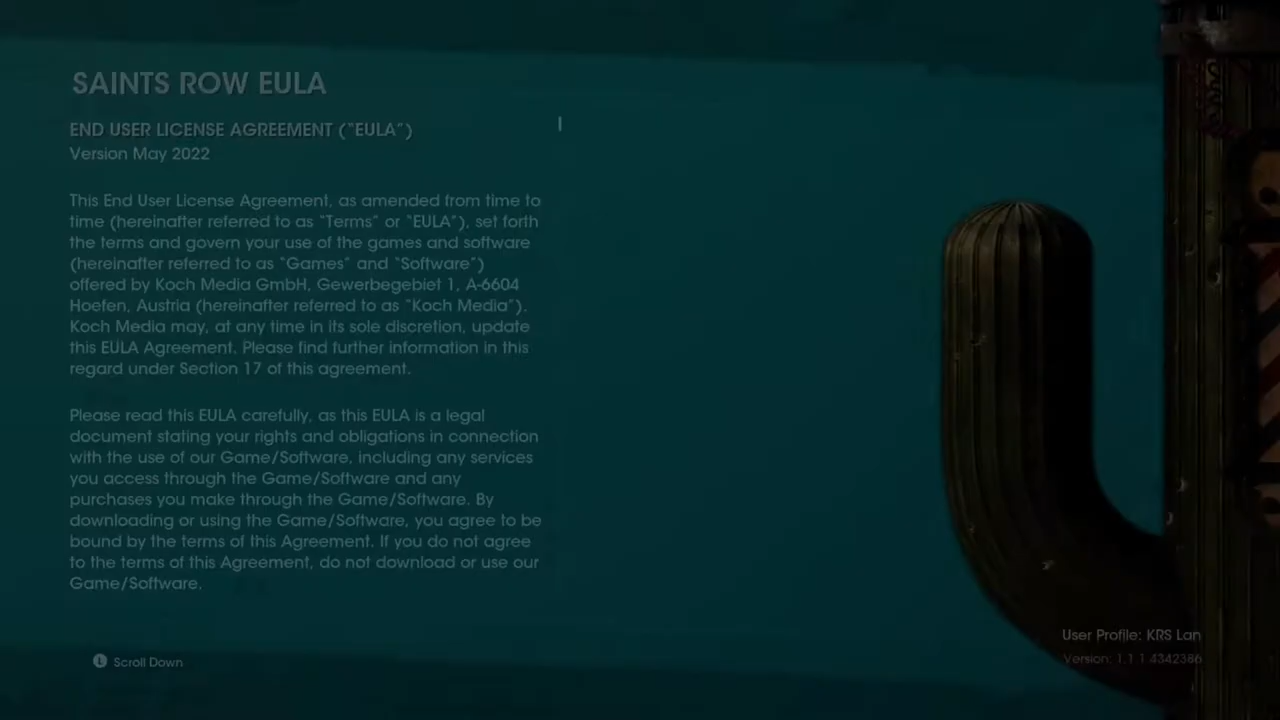 SAINTS ROW EULA
END USER LICENSE AGREEMENT ("EULA")
Version May 2022
This End User License Agreement, as amended from time to
time (hereinafter referred to as "Terms" or "EULA"), set forth
the terms and govern your use of the games and software
(hereinafter referred to as "Games" and "Software")
offered by Koch Media GmbH, Gewerbegebiet 1, A-6604
Hoefen, Austria (hereinafter referred to as "Koch Media").
Koch Media may, at any time in its sole discretion, update
this EULA Agreement. Please find further information in this
regard under Section 17 of this agreement.
Please read this EULA carefully, as this EULA is a legal
document stating your rights and obligations in connection
with the use of our Game/Software, including any services
you access through the Game/Software and any
purchases you make through the Game/Software. By
downloading or using the Game/Software, you agree to be
bound by the terms of this Agreement. If you do not agree
to the terms of this Agreement, do not download or use our
Game/Software.
L Scroll Down
User Profile: KRS Lan
Version: 1.1.1.4342386